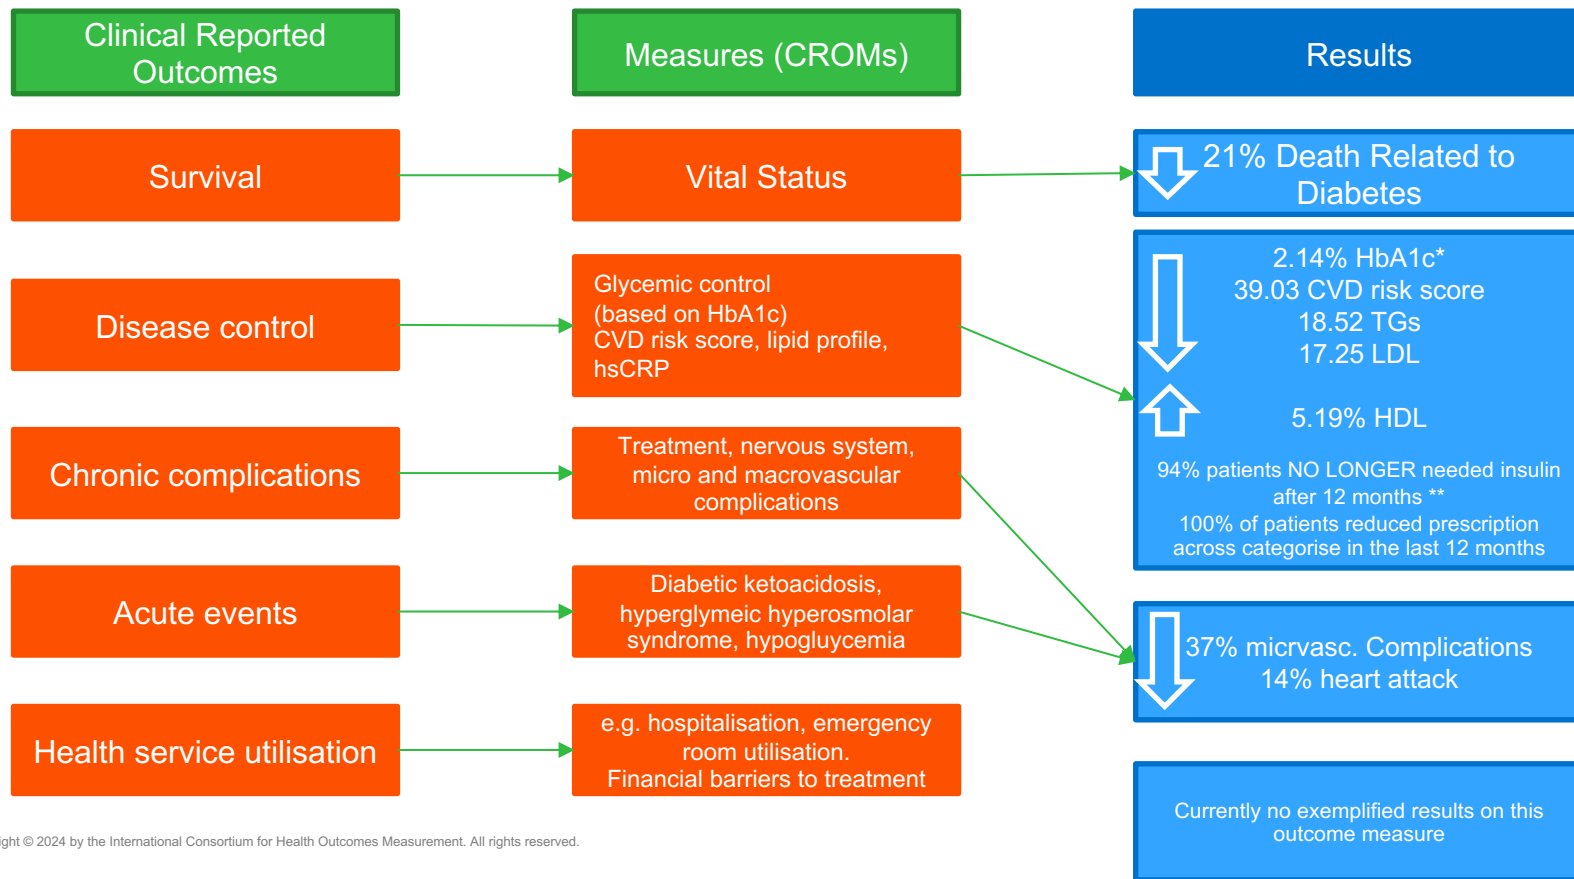 Clinical Reported
Outcomes
Measures (CROMs)
Results
Survival
Vital Status
21% Death Related to
Diabetes
Disease control
Glycemic control
(based on HbA1c)
CVD risk score, lipid profile,
hsCRP
2.14% HbA1c*
39.03 CVD risk score
18.52 TGs
17.25 LDL
5.19% HDL
94% patients NO LONGER needed insulin
after 12 months **
100% of patients reduced prescription
across categorise in the last 12 months
Chronic complications
Treatment, nervous system,
micro and macrovascular
complications
Acute events
Diabetic ketoacidosis,
hyperglymeic hyperosmolar
syndrome, hypogluycemia
37% micrvasc. Complications
14% heart attack
Health service utilisation
e.g. hospitalisation, emergency
room utilisation.
Financial barriers to treatment
Currently no exemplified results on this
outcome measure
ight © 2024 by the International Consortium for Health Outcomes Measurement. All rights reserved.